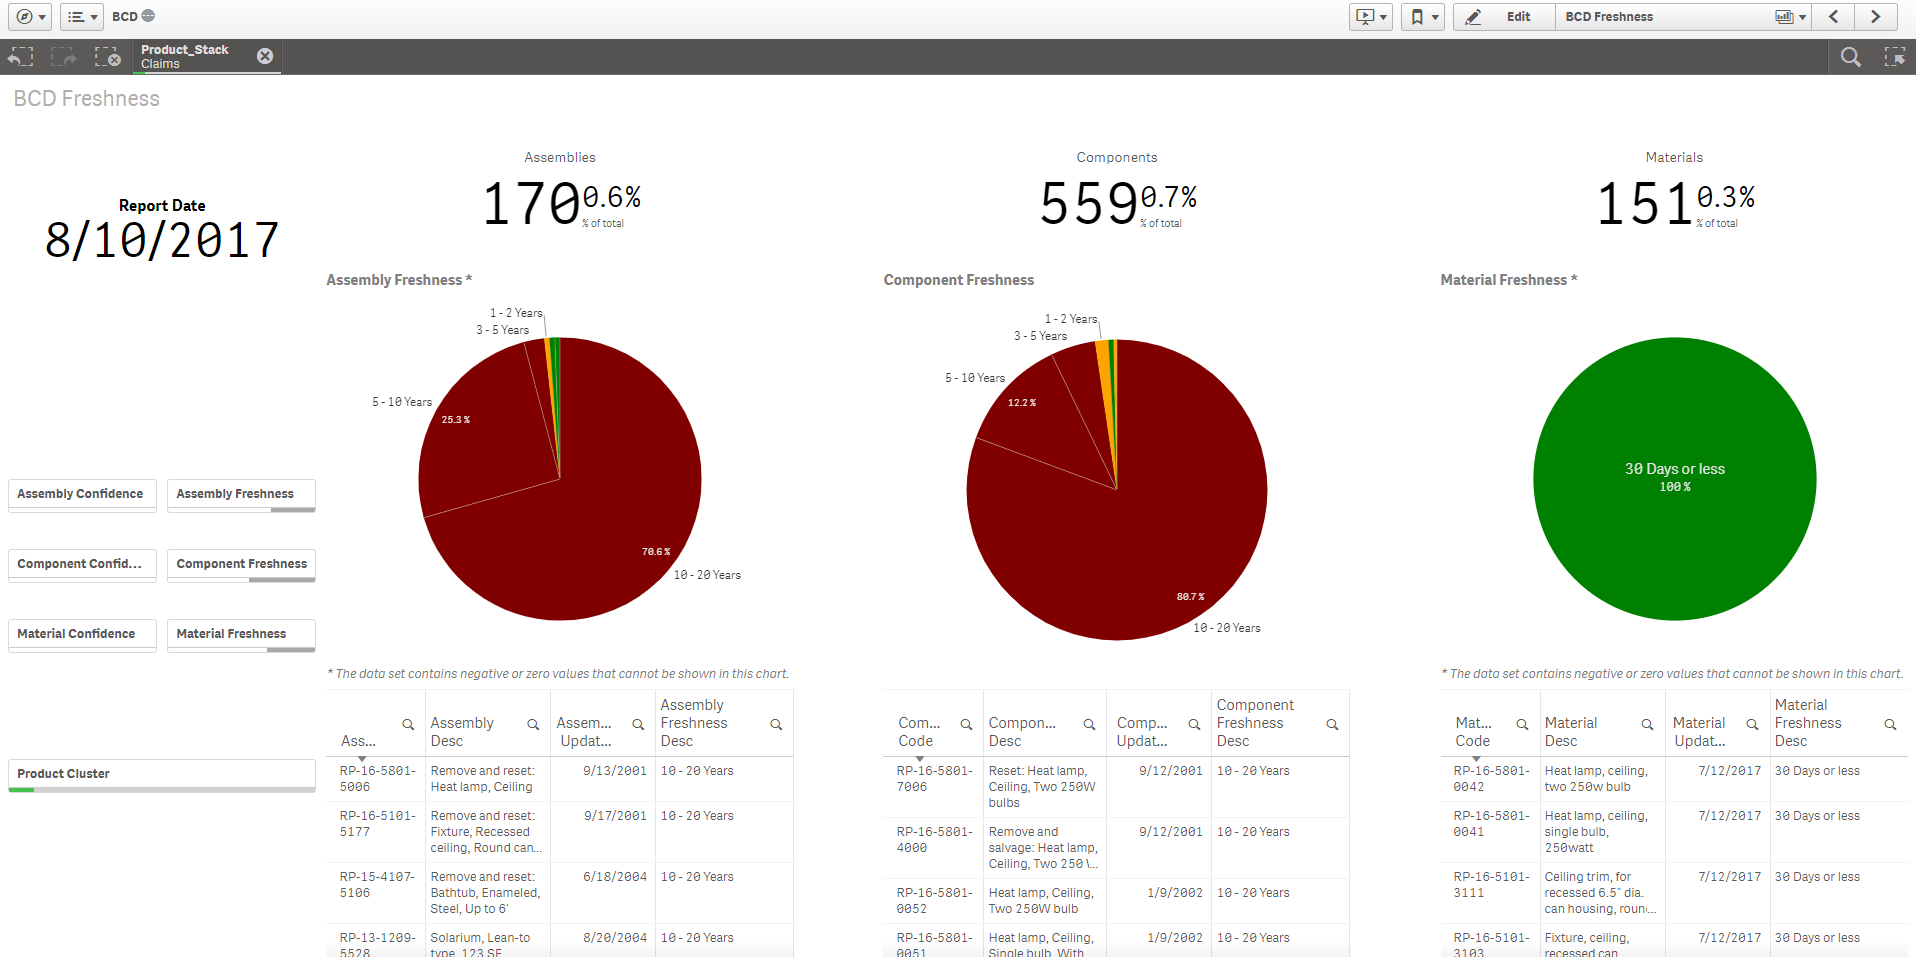 BCD
Edit
BCD Freshness
Product_Stack
Claims
BCD Freshness
Report Date
8/10/2017
Assemblies
170 0.6%
% of total
Components
559 0.7%
% of total
Materials
151 0.3%
% of total
Assembly Freshness *
1 - 2 Years
3 - 5 Years
5 - 10 Years
25.3 %
70.6 %
10 - 20 Years
* The data set contains negative or zero values that cannot be shown in this chart.
Component Freshness
1 - 2 Years
3 - 5 Years
5 - 10 Years
12.2 %
80.7 %
10 - 20 Years
Material Freshness *
30 Days or less
100 %
* The data set contains negative or zero values that cannot be shown in this chart.
Assembly Confidence
Assembly Freshness
Component Confid...
Component Freshness
Material Confidence
Material Freshness
Product Cluster
Ass...
Assembly
Desc
Assem...
Updat...
Assembly
Freshness
Desc
RP-16-5801-
5006
Remove and reset:
Heat lamp, Ceiling
9/13/2001
10 - 20 Years
RP-16-5101-
5177
Remove and reset:
Fixture, Recessed
ceiling, Round can...
9/17/2001
10 - 20 Years
RP-15-4107-
5106
Remove and reset:
Bathtub, Enameled,
Steel, Up to 6'
6/18/2004
10 - 20 Years
RP-13-1209-
5528
Solarium, Lean-to
type, 123 SF
8/20/2004
10 - 20 Years
Com...
Code
Compon...
Desc
Comp...
Updat...
Component
Freshness
Desc
RP-16-5801-
7006
Reset: Heat lamp,
Ceiling, Two 250W
bulbs
9/12/2001
10 - 20 Years
RP-16-5801-
4000
Remove and
salvage: Heat lamp,
Ceiling, Two 250 \...
9/12/2001
10 - 20 Years
RP-16-5801-
0052
Heat lamp, Ceiling,
Two 250W bulb
1/9/2002
10 - 20 Years
RP-16-5801-
0051
Heat lamp, Ceiling,
Single bulb, With
1/9/2002
10 - 20 Years
Mat...
Code
Material
Desc
Material
Updat...
Material
Freshness
Desc
RP-16-5801-
0042
Heat lamp, ceiling,
two 250w bulb
7/12/2017
30 Days or less
RP-16-5801-
0041
Heat lamp, ceiling,
single bulb,
250watt
7/12/2017
30 Days or less
RP-16-5101-
3111
Ceiling trim, for
recessed 6.5" dia.
can housing, roun...
7/12/2017
30 Days or less
RP-16-5101-
3103
Fixture, ceiling,
recessed can
7/12/2017
30 Days or less